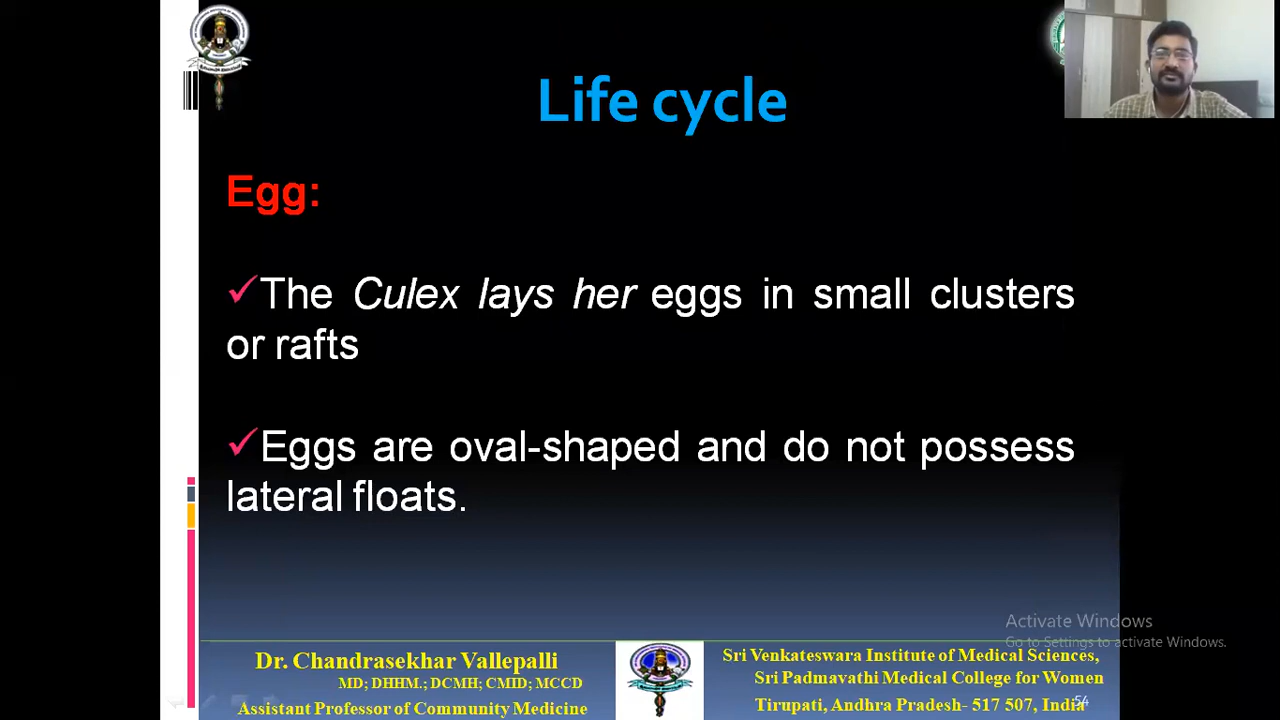 Life cycle
Egg:
✓The Culex lays her eggs in small clusters
or rafts
✓Eggs are oval-shaped and do not possess
lateral floats.
Activate Windows
Go to Settings to activate Windows.
Dr. Chandrasekhar Vallepalli
MD; DHHM.; DCMH; CMID; MCCD
Assistant Professor of Community Medicine
Sri Venkateswara Institute of Medical Sciences,
Sri Padmavathi Medical College for Women
Tirupati, Andhra Pradesh- 517 507, India
54